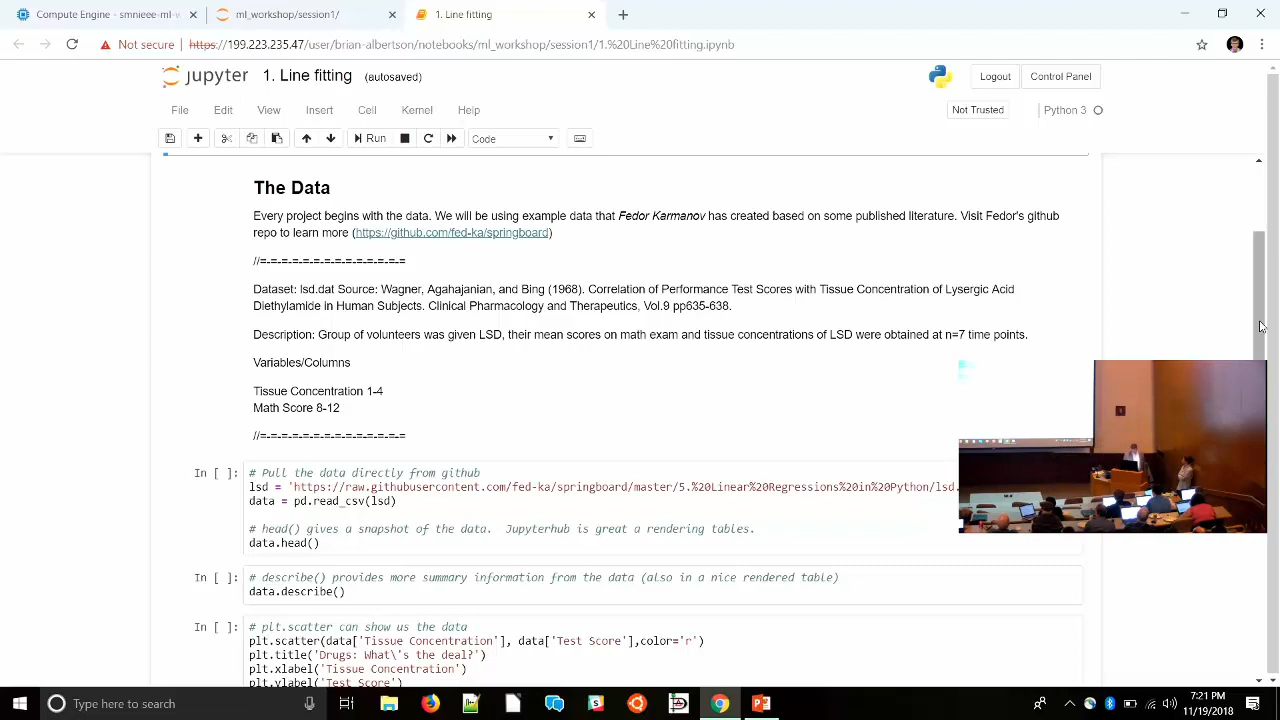 Compute Engine - smnieee-ml-w
ml_workshop/session1/
1. Line fitting
Not secure | https://199.223.235.47/user/brian-albertson/notebooks/ml_workshop/session1/1.%20Line%20fitting.ipynb
jupyter 1. Line fitting (autosaved)
Logout Control Panel
File Edit View Insert Cell Kernel Help
Not Trusted Python 3
Run Code
The Data
Every project begins with the data. We will be using example data that Fedor Karmanov has created based on some published literature. Visit Fedor's github
repo to learn more (https://github.com/fed-ka/springboard)
//=-=-=-=-=-=-=-=-=-=-=-=-=-=
Dataset: lsd.dat Source: Wagner, Agahajanian, and Bing (1968). Correlation of Performance Test Scores with Tissue Concentration of Lysergic Acid
Diethylamide in Human Subjects. Clinical Pharmacology and Therapeutics, Vol.9 pp635-638.
Description: Group of volunteers was given LSD, their mean scores on math exam and tissue concentrations of LSD were obtained at n=7 time points.
Variables/Columns
Tissue Concentration 1-4
Math Score 8-12
//=-=-=-=-=-=-=-=-=-=-=-=-=-=
In [ ]: # Pull the data directly from github
lsd = 'https://raw.githubusercontent.com/fed-ka/springboard/master/5.%20Linear%20Regressions%20in%20Python/lsd.
data = pd.read_csv(lsd)
# head() gives a snapshot of the data.  Jupyterhub is great a rendering tables.
data.head()
In [ ]: # describe() provides more summary information from the data (also in a nice rendered table)
data.describe()
In [ ]: # plt.scatter can show us the data
plt.scatter(data['Tissue Concentration'], data['Test Score'],color='r')
plt.title('Drugs: What\'s the deal?')
plt.xlabel('Tissue Concentration')
plt.ylabel('Test Score')
Type here to search
7:21 PM
11/19/2018